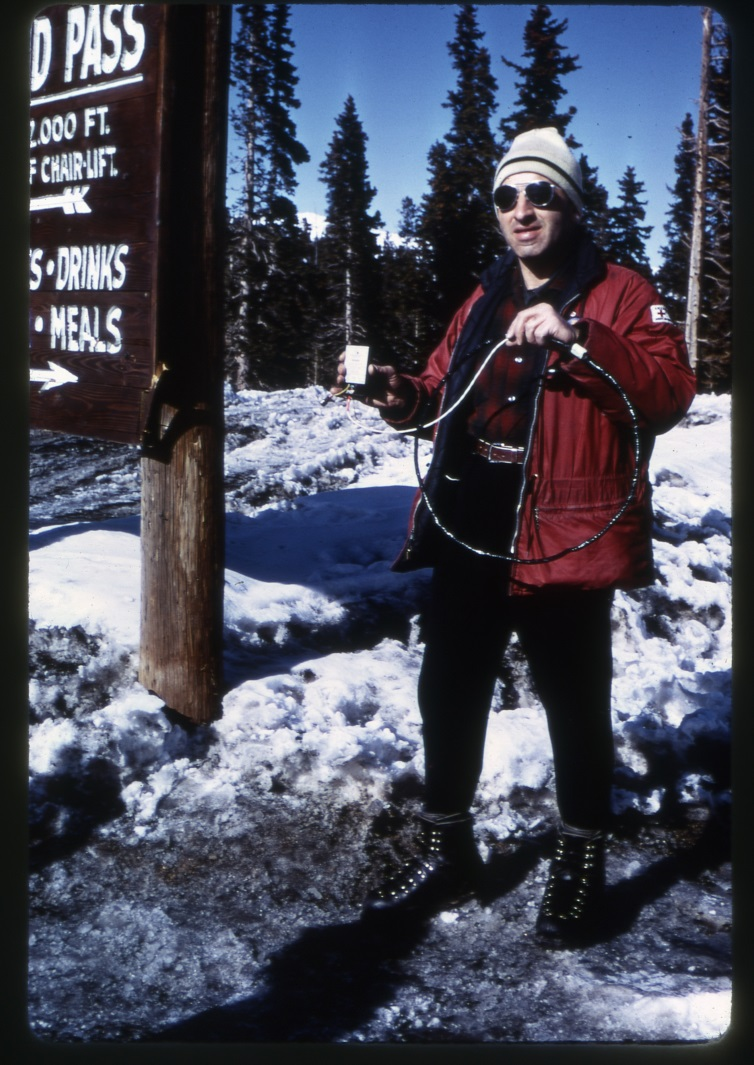 D PASS
2.000 FT.
F CHAIR-LIFT.
S • DRINKS
• MEALS